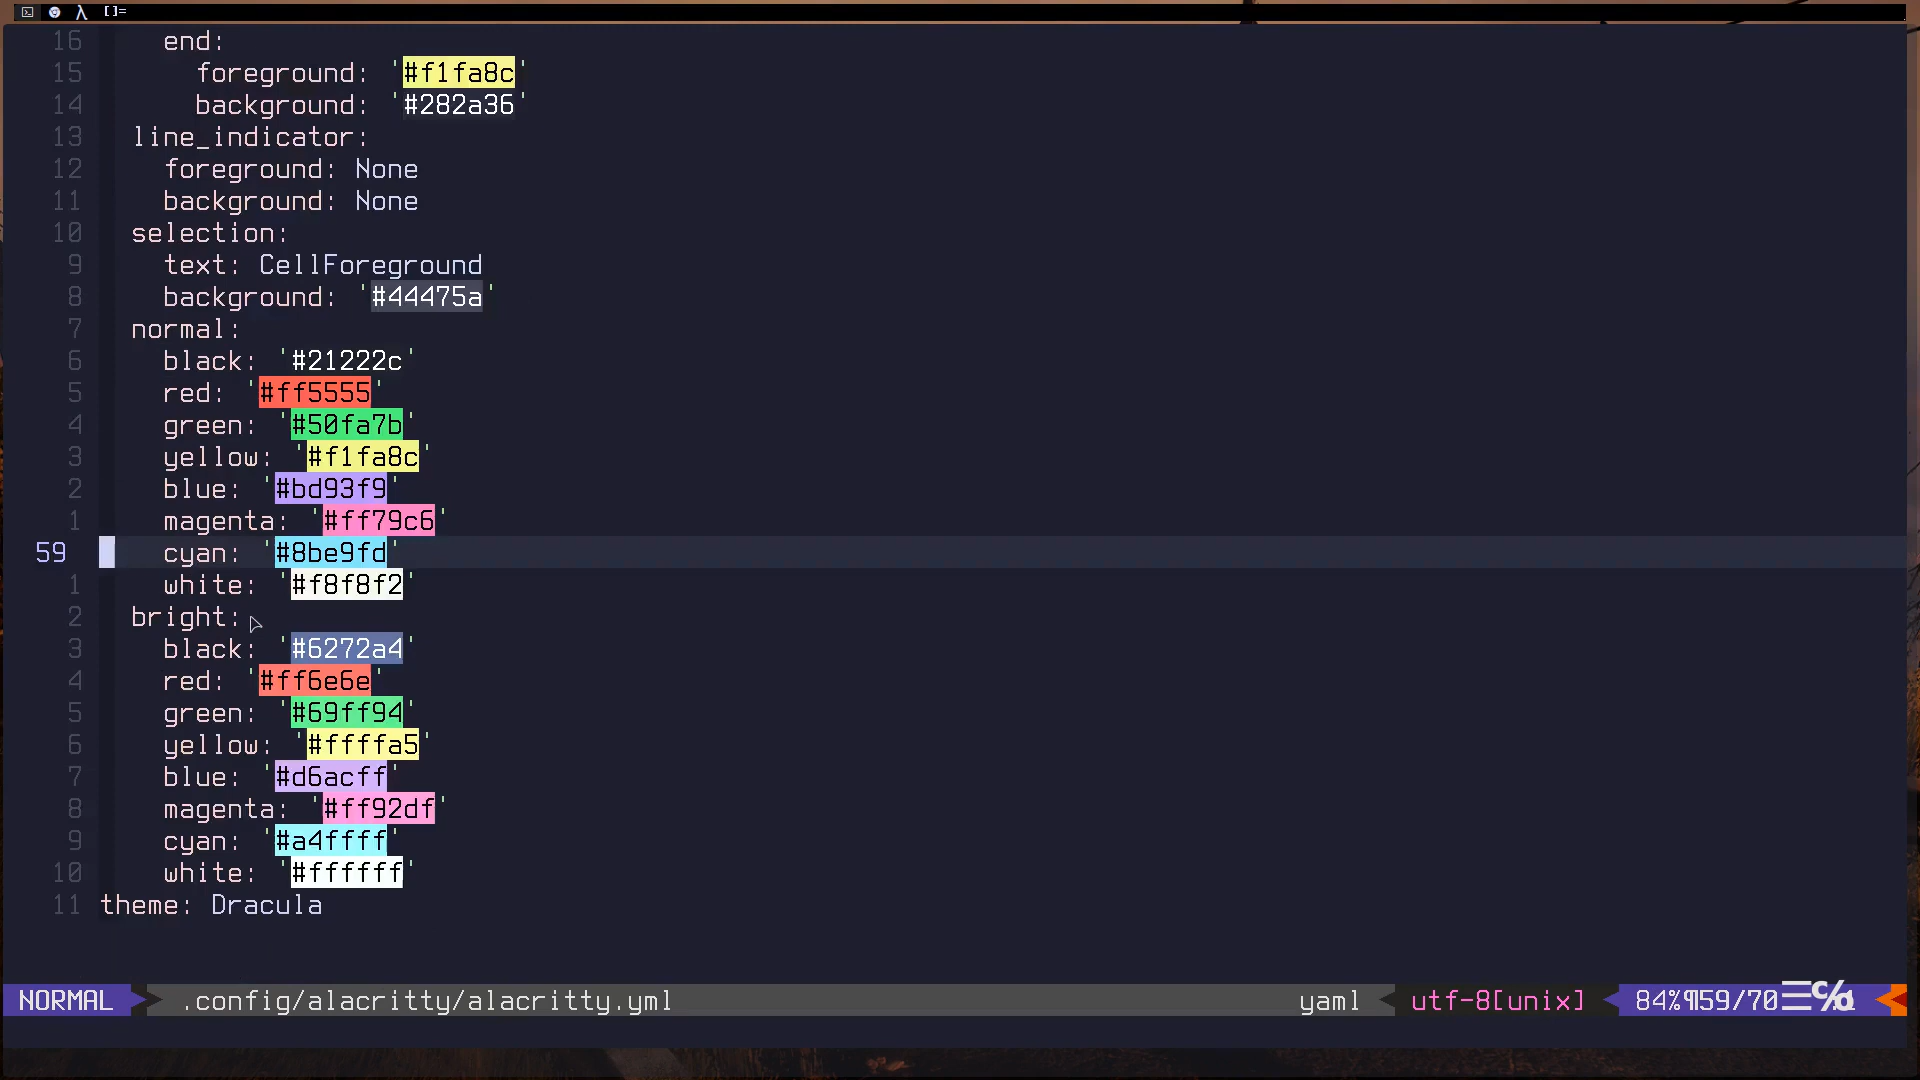 λ []=
16 end:
15 foreground: '#f1fa8c'
14 background: '#282a36'
13 line_indicator:
12 foreground: None
11 background: None
10 selection:
9 text: CellForeground
8 background: '#44475a'
7 normal:
6 black: '#21222c'
5 red: '#ff5555'
4 green: '#50fa7b'
3 yellow: '#f1fa8c'
2 blue: '#bd93f9'
1 magenta: '#ff79c6'
59 cyan: '#8be9fd'
1 white: '#f8f8f2'
2 bright:
3 black: '#6272a4'
4 red: '#ff6e6e'
5 green: '#69ff94'
6 yellow: '#ffffa5'
7 blue: '#d6acff'
8 magenta: '#ff92df'
9 cyan: '#a4ffff'
10 white: '#ffffff'
11 theme: Dracula
NORMAL .config/alacritty/alacritty.yml yaml utf-8[unix] 84%¶59/70☰℅:1